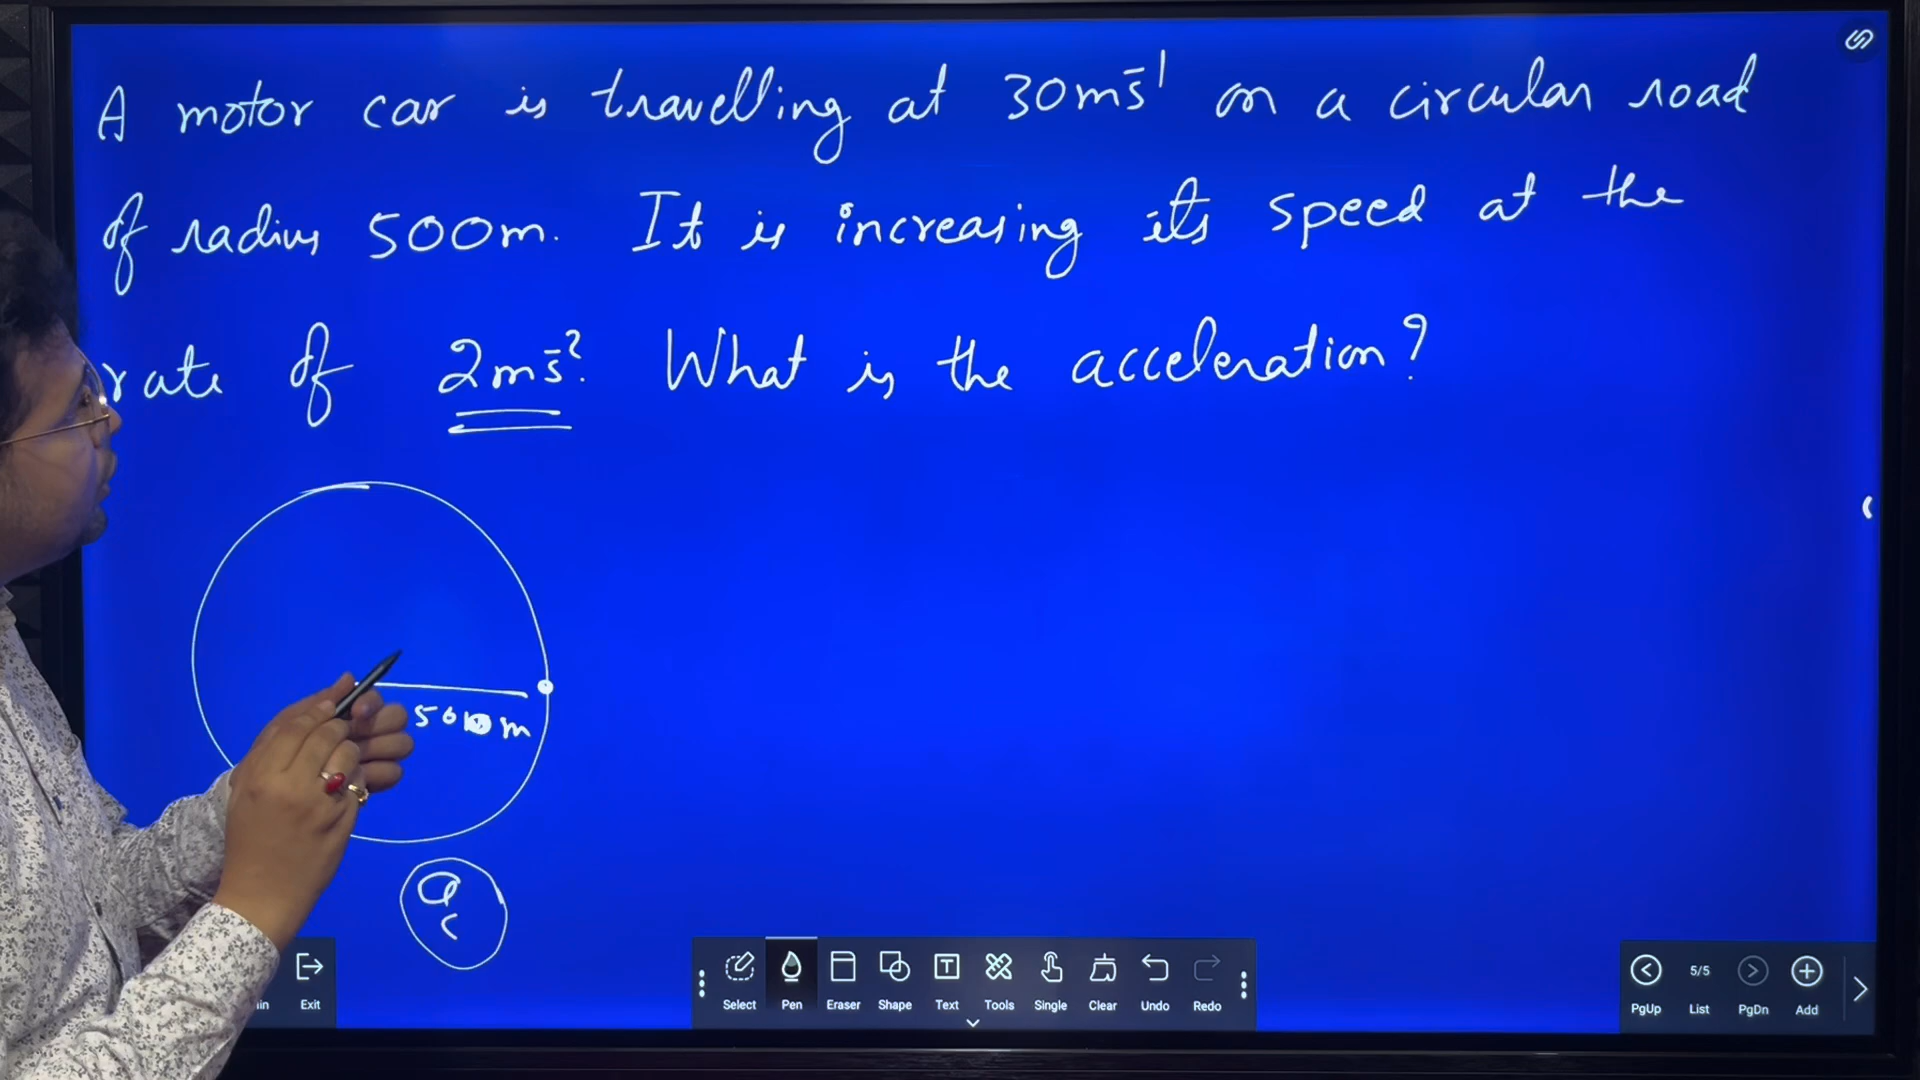 A motor car is travelling at 30ms⁻¹ on a circular road
of radius 500m. It is increasing its speed at the
rate of 2ms⁻². What is the acceleration?
500m
a c
Exit
Select Pen Eraser Shape Text Tools Single Clear Undo Redo
5/5
PgUp List PgDn Add